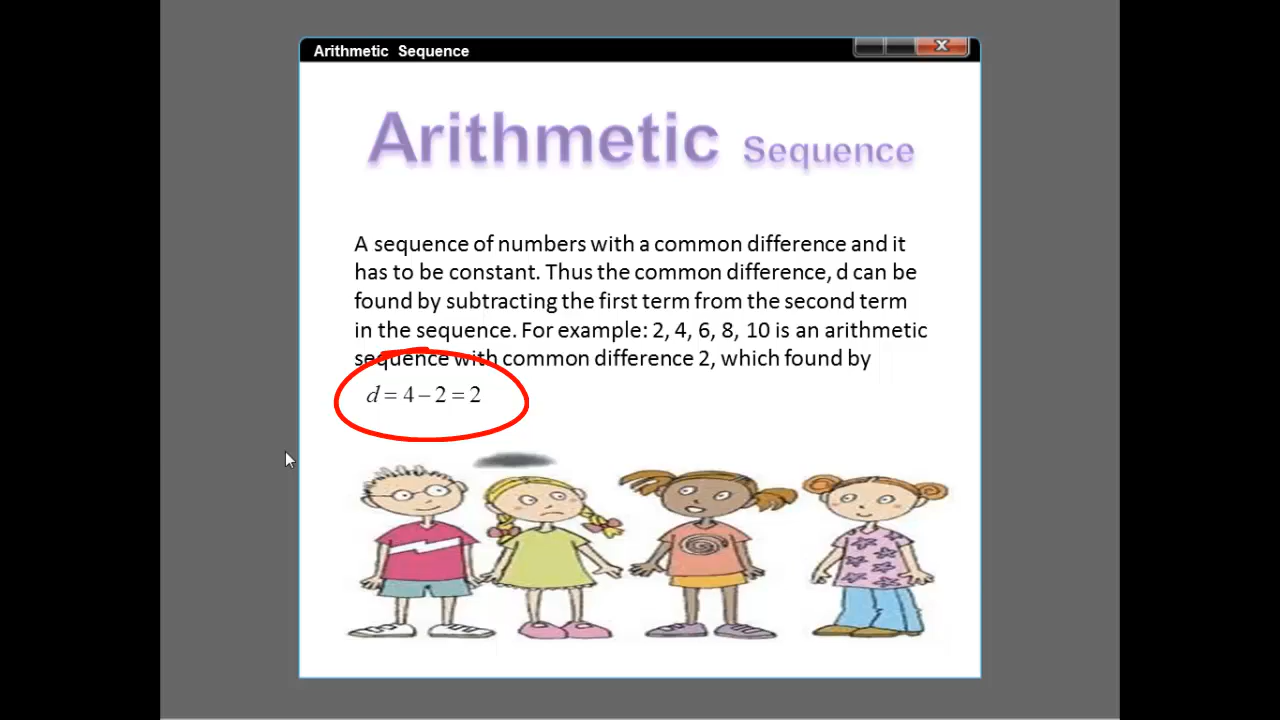 Arithmetic Sequence
Arithmetic Sequence
A sequence of numbers with a common difference and it
has to be constant. Thus the common difference, d can be
found by subtracting the first term from the second term
in the sequence. For example: 2, 4, 6, 8, 10 is an arithmetic
sequence with common difference 2, which found by
d = 4 − 2 = 2